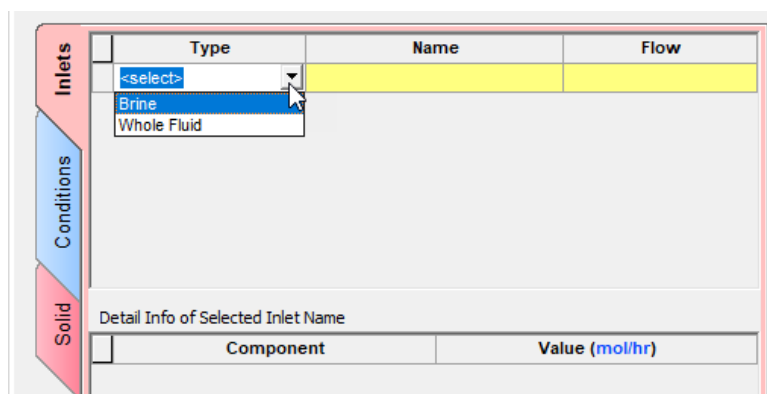 Inlets
Conditions
Solid
Type Name Flow
<select>
Brine
Whole Fluid
Detail Info of Selected Inlet Name
Component Value (mol/hr)